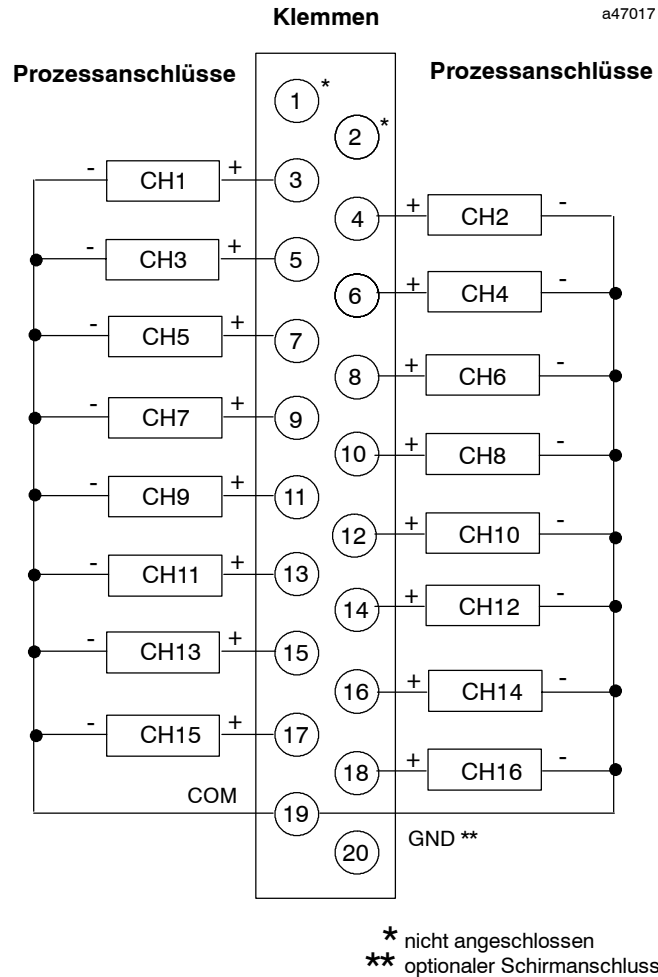 Klemmen
a47017
Prozessanschlüsse
Prozessanschlüsse
1 *
2 *
- CH1 + 3
4 + CH2 -
- CH3 + 5
6 + CH4 -
- CH5 + 7
8 + CH6 -
- CH7 + 9
10 + CH8 -
- CH9 + 11
12 + CH10 -
- CH11 + 13
14 + CH12 -
- CH13 + 15
16 + CH14 -
- CH15 + 17
18 + CH16 -
COM 19
20 GND **
* nicht angeschlossen
** optionaler Schirmanschluss